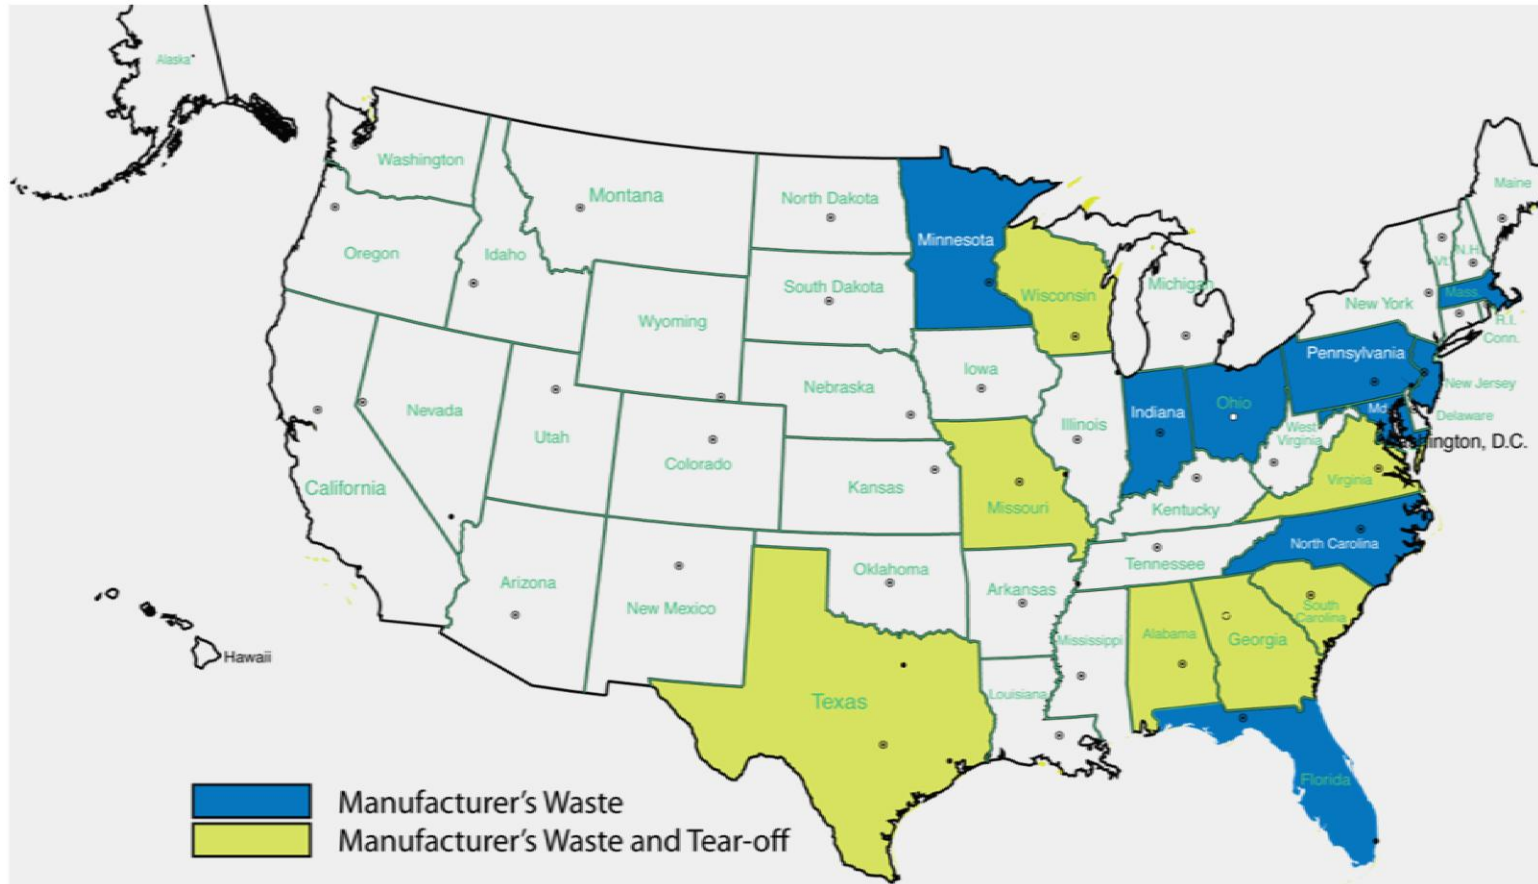 Alaska
Washington
Montana
North Dakota
Minnesota
Maine
Oregon
Idaho
South Dakota
Wisconsin
Michigan
Vt.
N.H.
Mass.
New York
R.I.
Conn.
Wyoming
Pennsylvania
Iowa
Nebraska
New Jersey
Nevada
Utah
Illinois
Indiana
Ohio
Md.
Delaware
West
Virginia
Washington, D.C.
Colorado
California
Kansas
Missouri
Kentucky
Virginia
North Carolina
Arizona
New Mexico
Oklahoma
Arkansas
Tennessee
South
Carolina
Mississippi
Alabama
Georgia
Hawaii
Texas
Louisiana
Florida
Manufacturer’s Waste
Manufacturer’s Waste and Tear-off